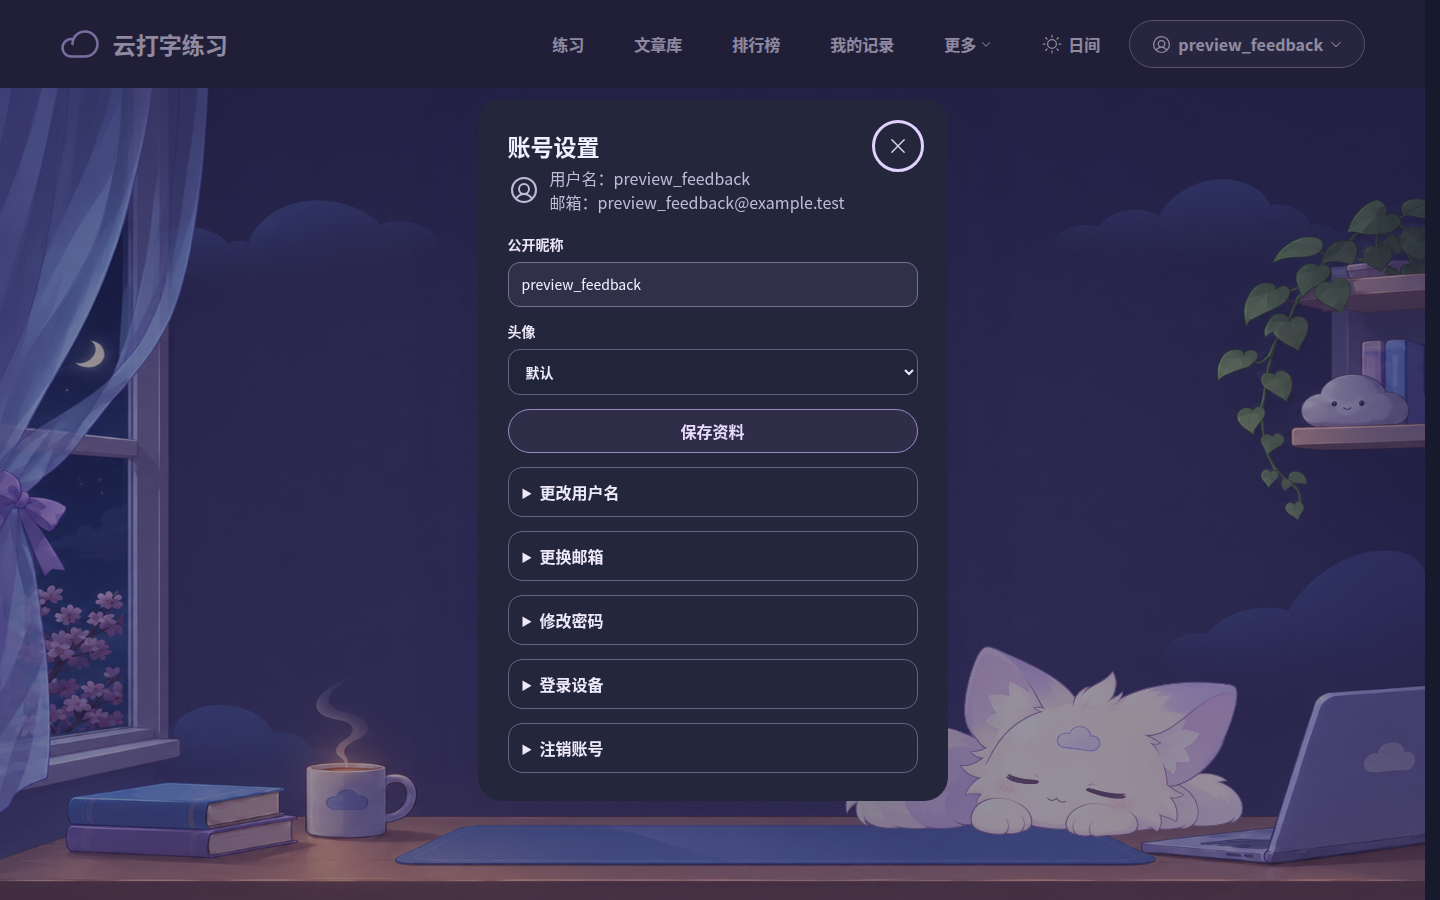 云打字练习
练习
文章库
排行榜
我的记录
更多
日间
preview_feedback
账号设置
用户名：preview_feedback
邮箱：preview_feedback@example.test
公开昵称
preview_feedback
头像
默认
保存资料
更改用户名
更换邮箱
修改密码
登录设备
注销账号